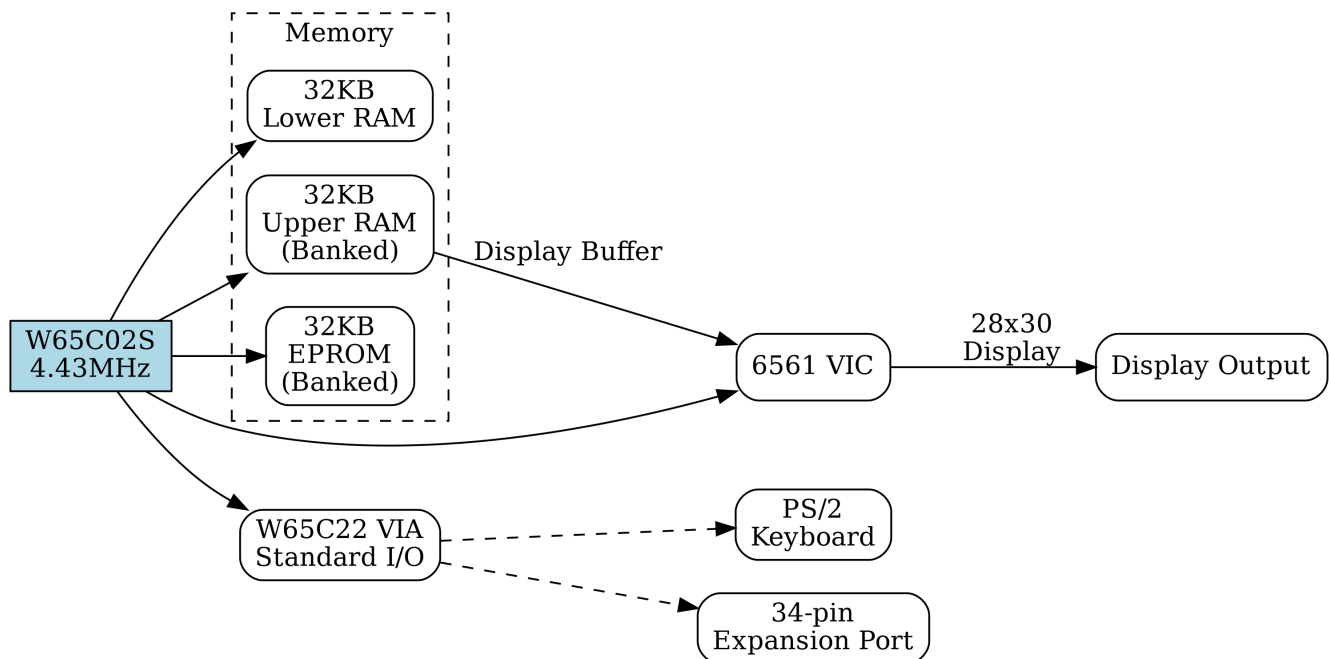 Memory
32KB
Lower RAM
32KB
Upper RAM
(Banked)
Display Buffer
W65C02S
4.43MHz
32KB
EPROM
(Banked)
6561 VIC
28x30
Display
Display Output
W65C22 VIA
Standard I/O
PS/2
Keyboard
34-pin
Expansion Port